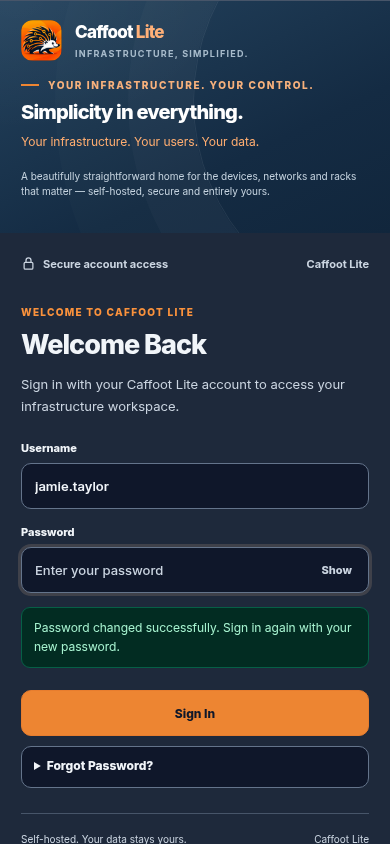 Caffoot Lite
INFRASTRUCTURE, SIMPLIFIED.
YOUR INFRASTRUCTURE. YOUR CONTROL.
Simplicity in everything.
Your infrastructure. Your users. Your data.
A beautifully straightforward home for the devices, networks and racks
that matter — self-hosted, secure and entirely yours.
Secure account access
Caffoot Lite
WELCOME TO CAFFOOT LITE
Welcome Back
Sign in with your Caffoot Lite account to access your
infrastructure workspace.
Username
jamie.taylor
Password
Enter your password
Show
Password changed successfully. Sign in again with your
new password.
Sign In
Forgot Password?
Self-hosted. Your data stays yours.
Caffoot Lite